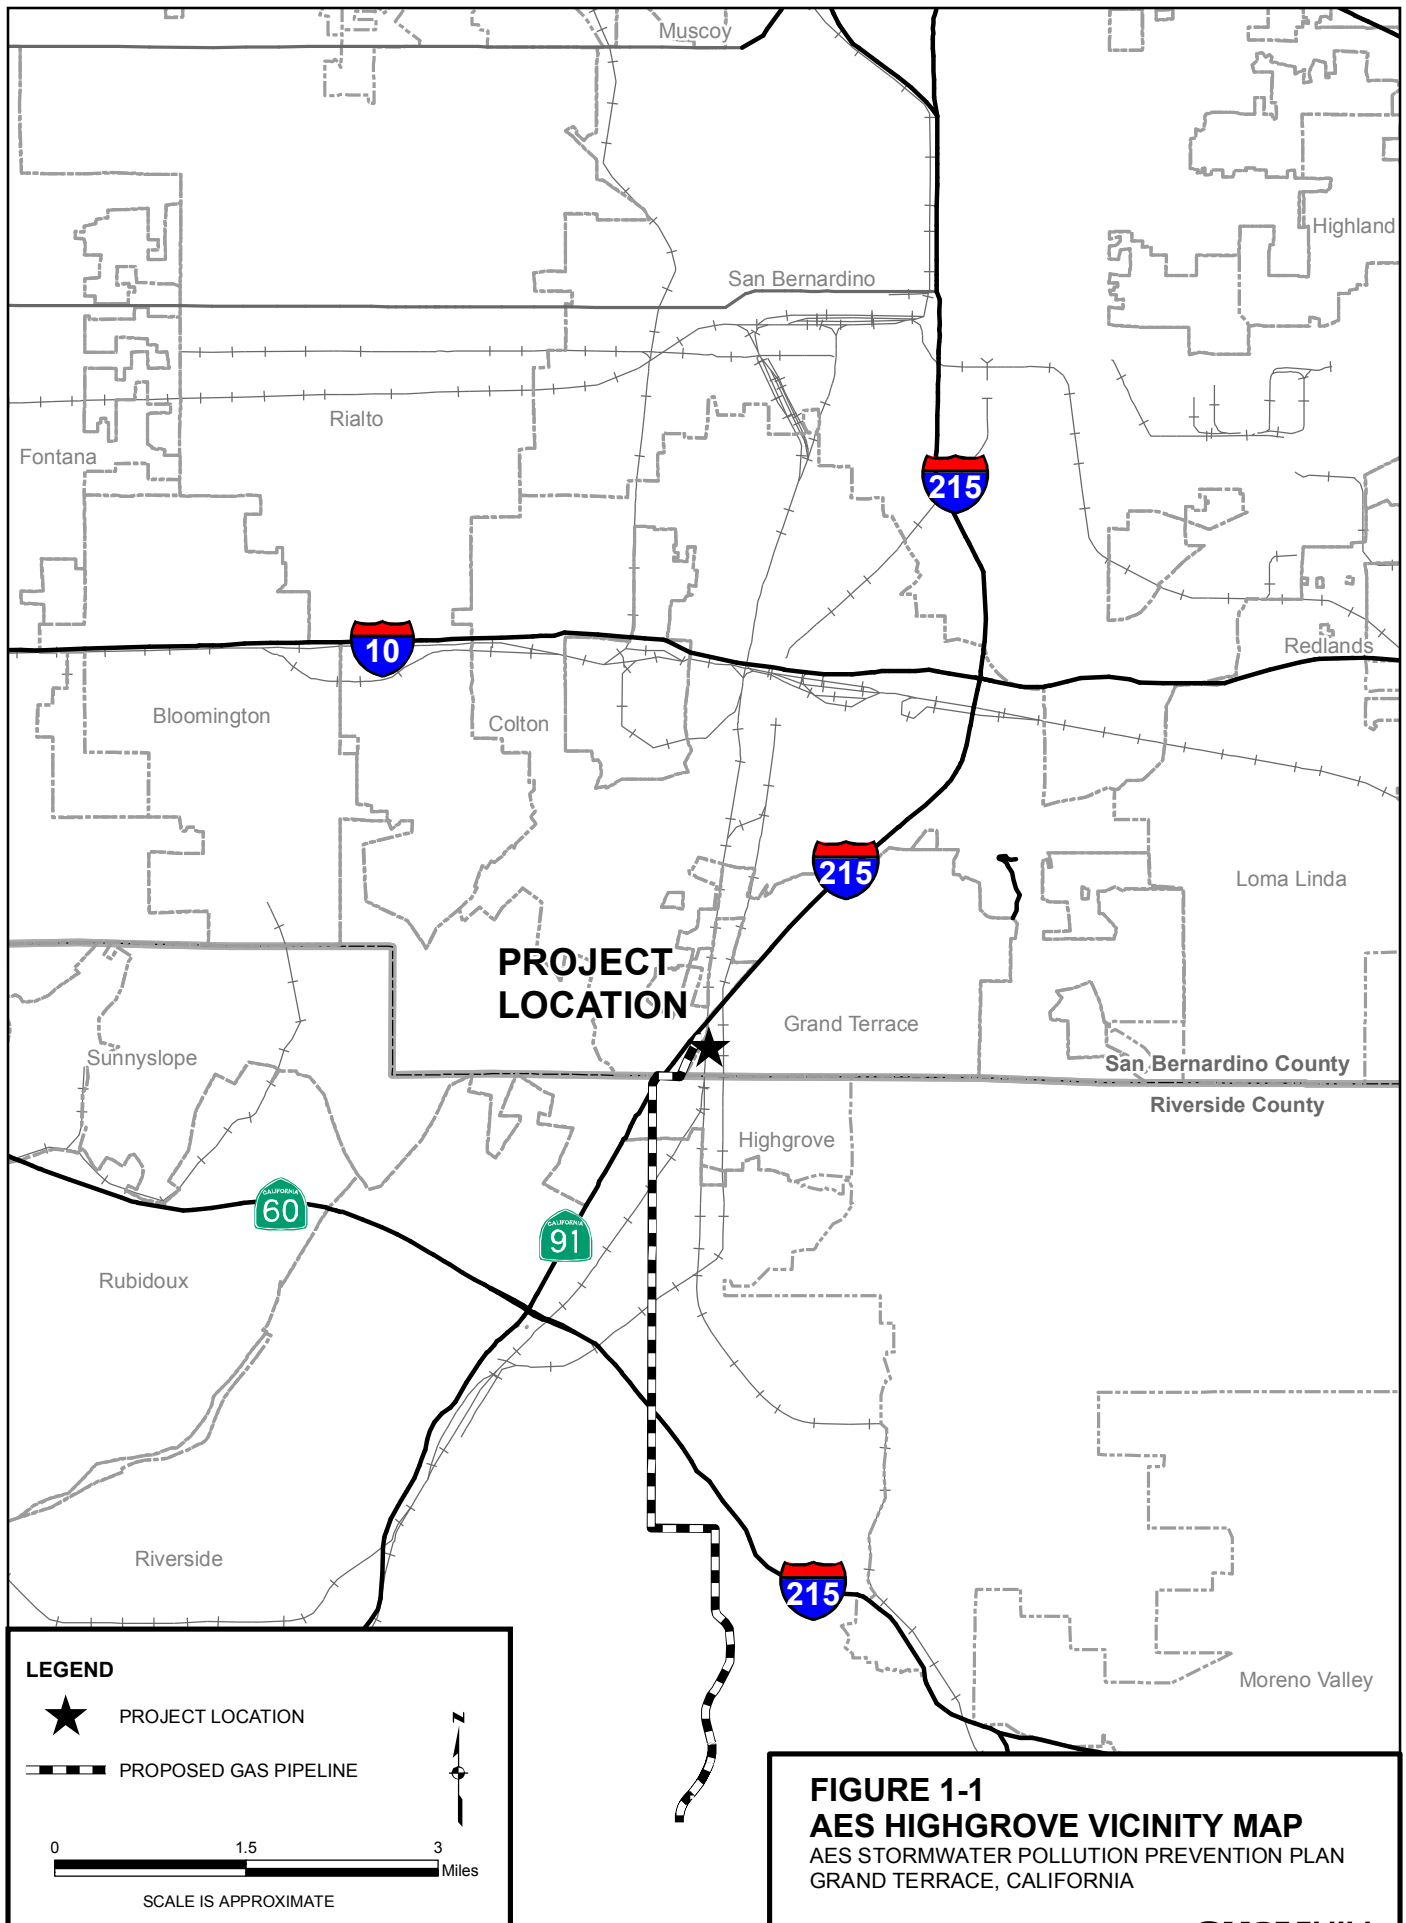 Muscoy
Highland
San Bernardino
Rialto
Fontana
215
10
Redlands
Bloomington
Colton
215
Loma Linda
PROJECT
LOCATION
Grand Terrace
Sunnyslope
San Bernardino County
Riverside County
Highgrove
CALIFORNIA
60
CALIFORNIA
91
Rubidoux
Riverside
215
Moreno Valley
LEGEND
PROJECT LOCATION
PROPOSED GAS PIPELINE
N
0 1.5 3
Miles
SCALE IS APPROXIMATE
FIGURE 1-1
AES HIGHGROVE VICINITY MAP
AES STORMWATER POLLUTION PREVENTION PLAN
GRAND TERRACE, CALIFORNIA